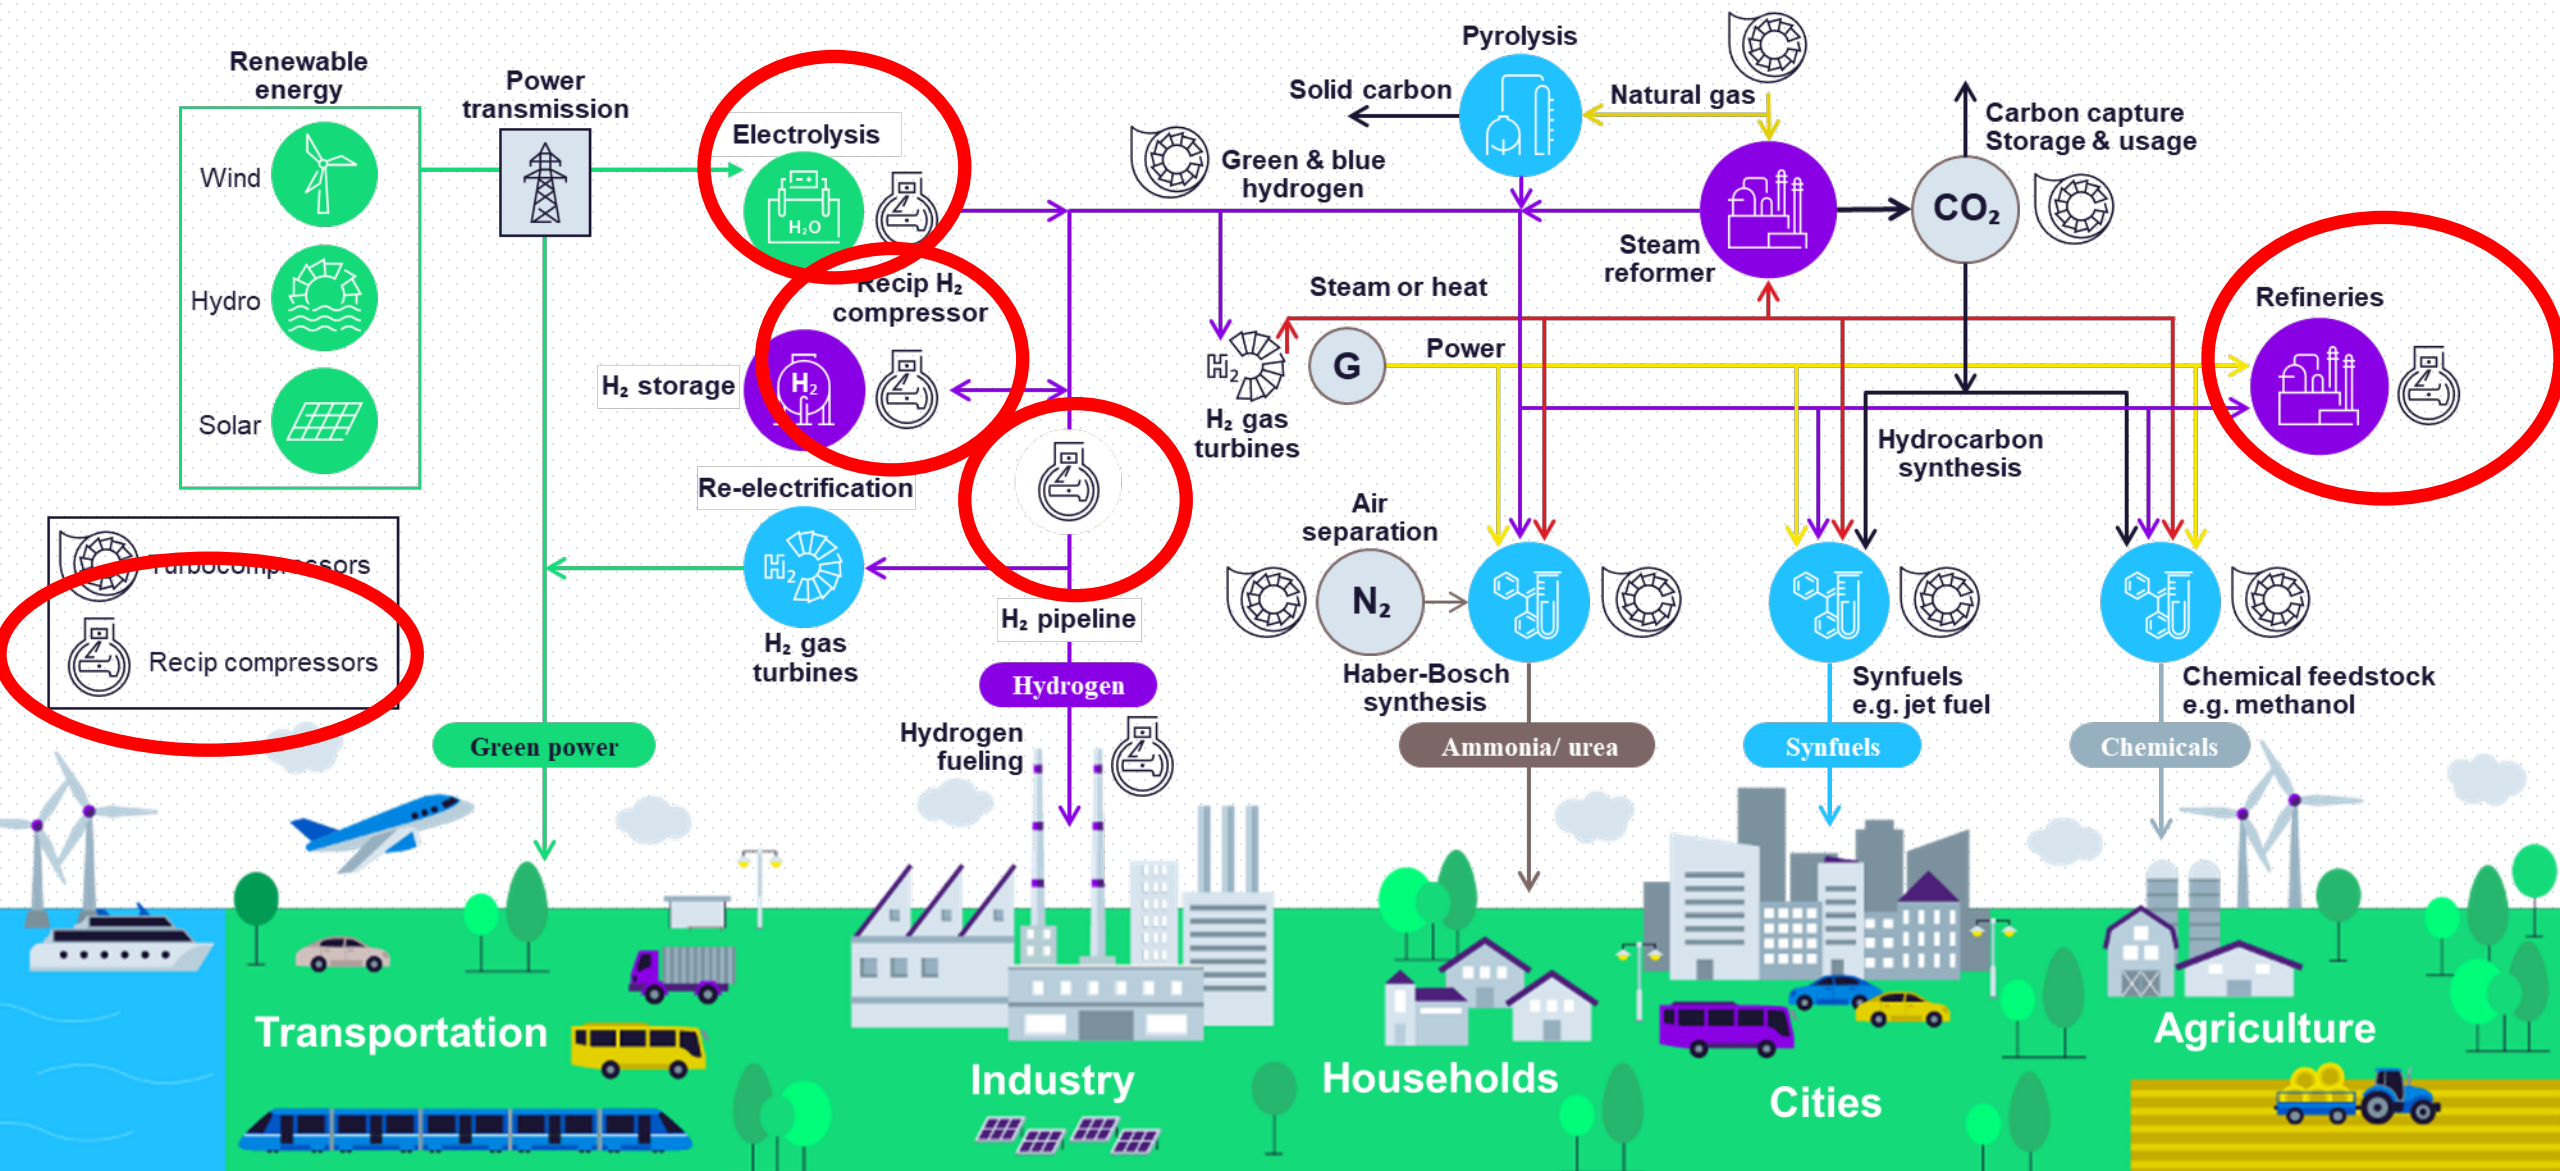 Renewable
energy
Wind
Hydro
Solar
Power
transmission
Electrolysis
H₂O
Recip H₂
compressor
H₂ storage
H₂
Re-electrification
H₂
H₂ gas
turbines
Turbocompressors
Recip compressors
Green power
H₂ pipeline
Hydrogen
Hydrogen
fueling
Pyrolysis
Solid carbon
Natural gas
Green & blue
hydrogen
Steam
reformer
CO₂
Carbon capture
Storage & usage
Steam or heat
H₂
H₂ gas
turbines
G
Power
Refineries
Hydrocarbon
synthesis
Air
separation
N₂
Haber-Bosch
synthesis
Ammonia/ urea
Synfuels
e.g. jet fuel
Synfuels
Chemical feedstock
e.g. methanol
Chemicals
Transportation
Industry
Households
Cities
Agriculture